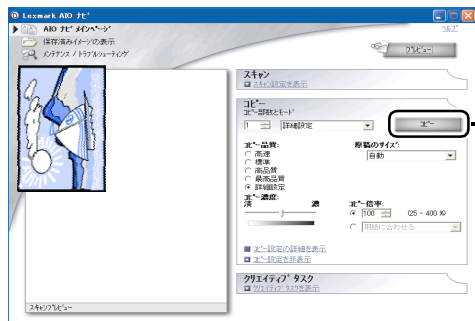 Lexmark AIO ナビ
AIO ナビ メインページ
ヘルプ
保存済みイメージの表示
メンテナンス / トラブルシューティング
プレビュー
スキャン
スキャン設定を表示
コピー
コピー部数とモード
1 詳細設定
コピー
コピー品質:
原稿のサイズ:
高速
自動
標準
高品質
最高品質
詳細設定
コピー濃度:
淡 濃
コピー倍率:
100 (25 - 400 %)
用紙に合わせる
コピー設定の詳細を表示
コピー設定を非表示
クリエイティブ タスク
クリエイティブ タスクを表示
スキャンプレビュー